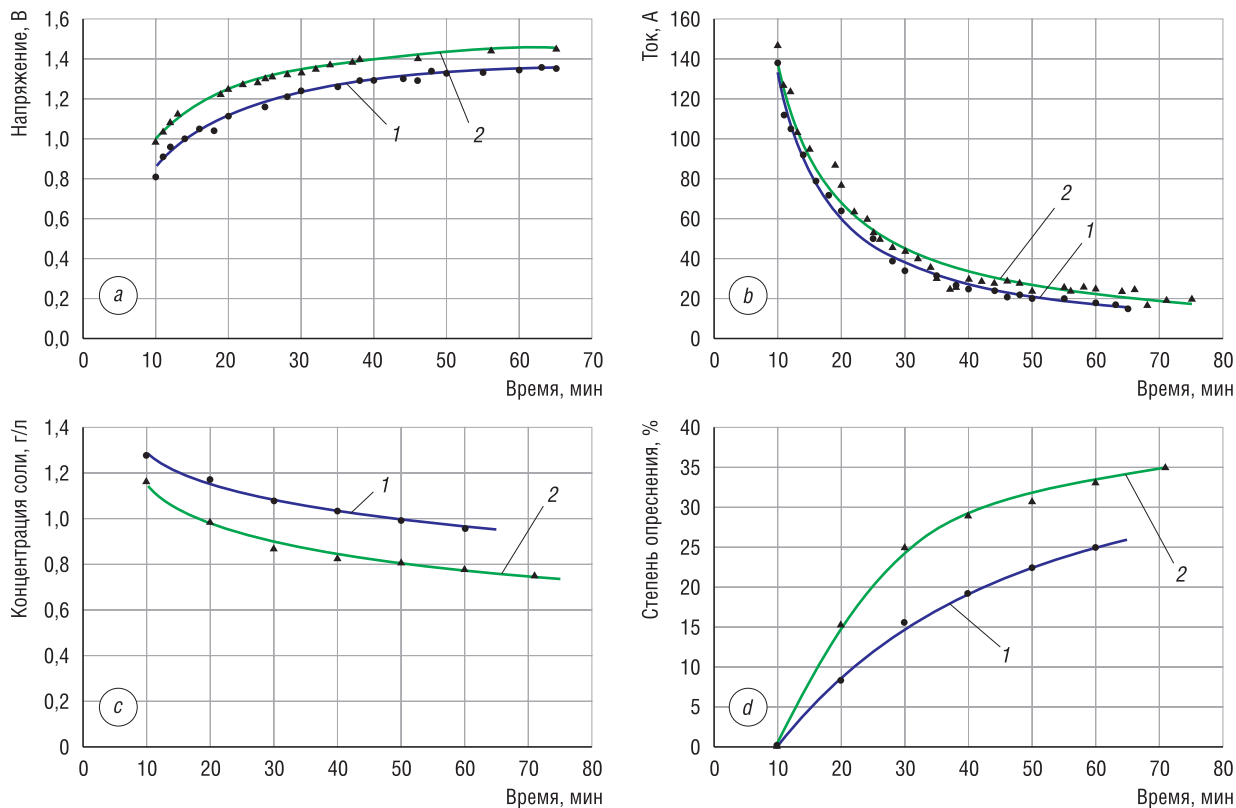 Напряжение, В
1,6
1,4
1,2
1,0
0,8
0,6
0,4
0,2
0,0
1
2
a
0 10 20 30 40 50 60 70
Время, мин
Ток, А
160
140
120
100
80
60
40
20
0
2
1
b
0 10 20 30 40 50 60 70 80
Время, мин
Концентрация соли, г/л
1,4
1,2
1,0
0,8
0,6
0,4
0,2
0
1
2
c
0 10 20 30 40 50 60 70 80
Время, мин
Степень опреснения, %
40
35
30
25
20
15
10
5
0
2
1
d
0 10 20 30 40 50 60 70 80
Время, мин